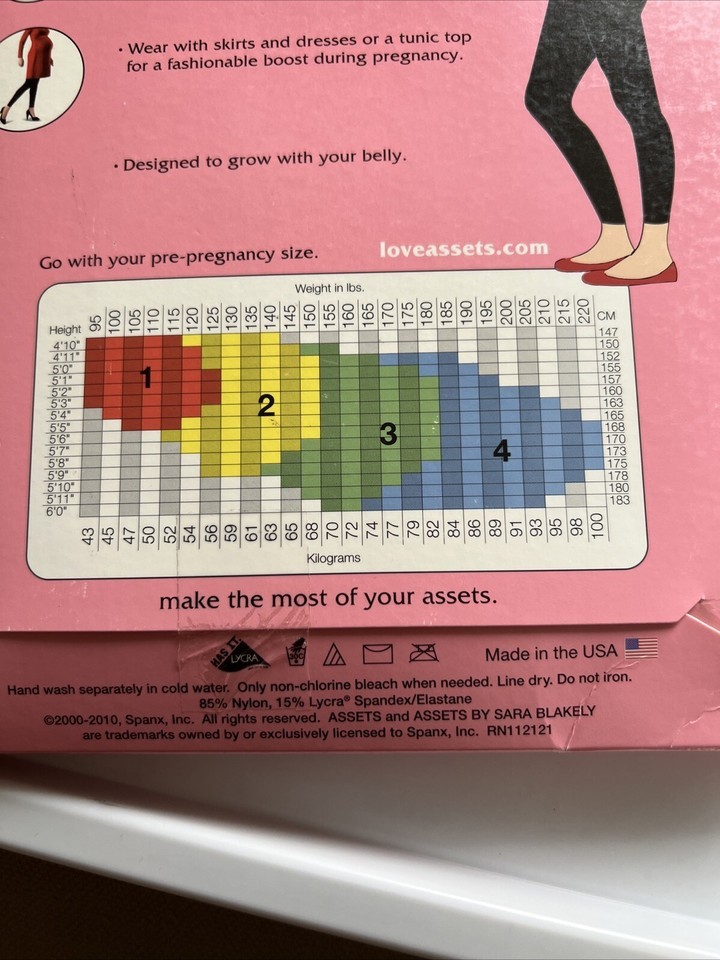 · Wear with skirts and dresses or a tunic top
for a fashionable boost during pregnancy.
· Designed to grow with your belly.
Go with your pre-pregnancy size.
loveassets.com
Weight in lbs.
Height 95 100 105 110 115 120 125 130 135 140 145 150 155 160 165 170 175 180 185 190 195 200 205 210 215 220 CM
4'10" 147
4'11" 150
5'0" 152
5'1" 155
5'2" 157
5'3" 160
5'4" 163
5'5" 165
5'6" 168
5'7" 170
5'8" 173
5'9" 175
5'10" 178
5'11" 180
6'0" 183
1
2
3
4
43 45 47 50 52 54 56 59 61 63 65 68 70 72 74 77 79 82 84 86 89 91 93 95 98 100
Kilograms
make the most of your assets.
HAS IT
LYCRA
Made in the USA
Hand wash separately in cold water. Only non-chlorine bleach when needed. Line dry. Do not iron.
85% Nylon, 15% Lycra® Spandex/Elastane
©2000-2010, Spanx, Inc. All rights reserved. ASSETS and ASSETS BY SARA BLAKELY
are trademarks owned by or exclusively licensed to Spanx, Inc. RN112121